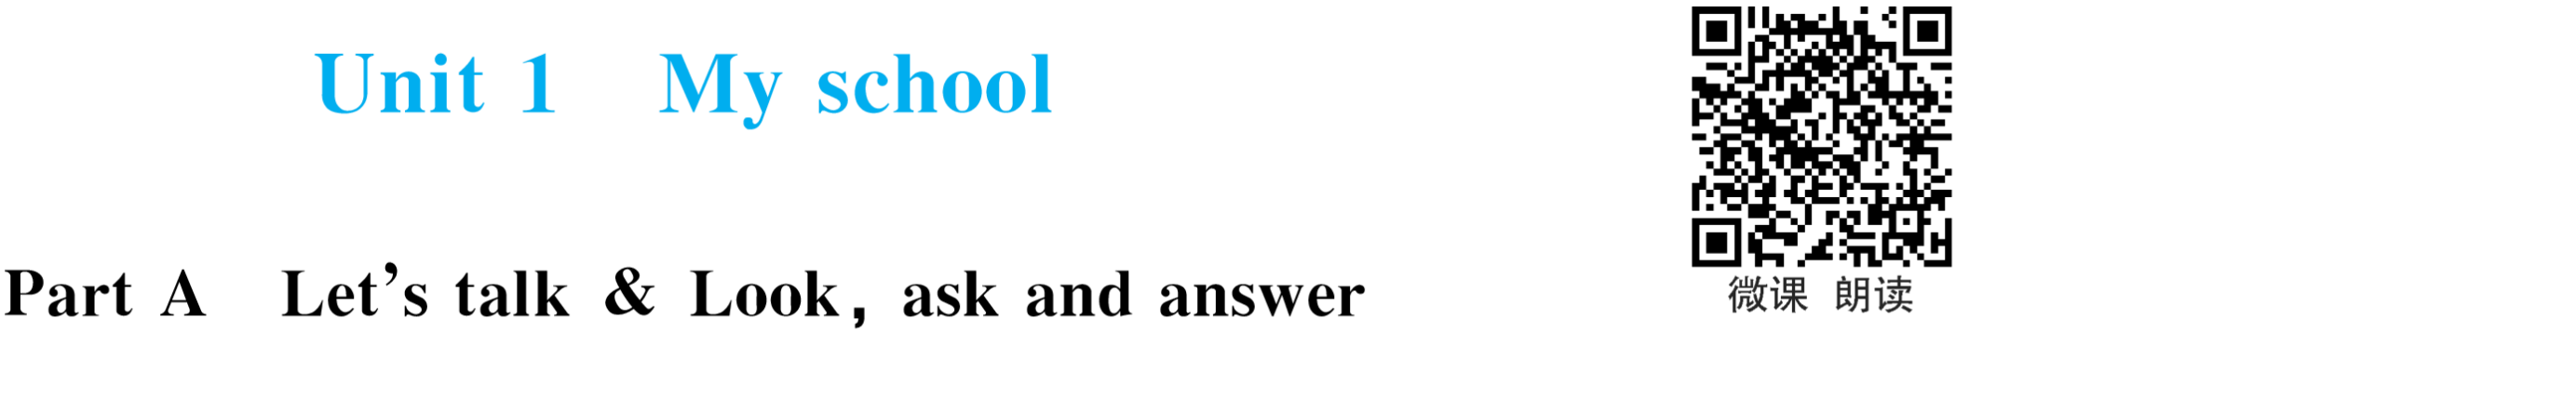 Unit 1 My school
Part A Let's talk & Look, ask and answer
微课 朗读